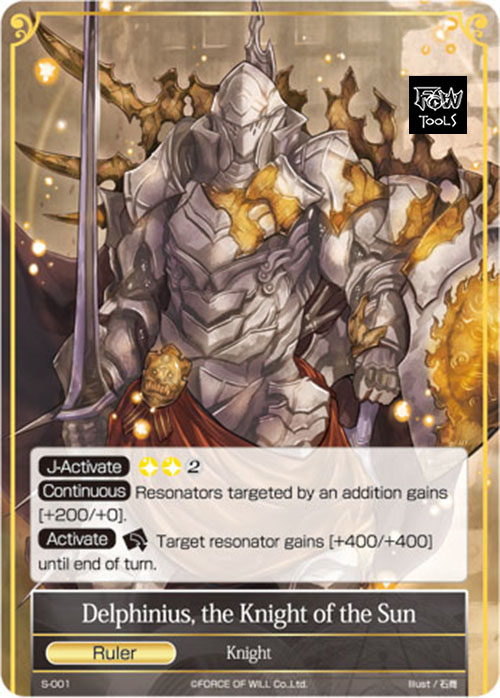 FOW
TOOLS
J-Activate 2
Continuous Resonators targeted by an addition gains
[+200/+0].
Activate Target resonator gains [+400/+400]
until end of turn.
Delphinius, the Knight of the Sun
Ruler Knight
S-001 ©FORCE OF WILL Co.,Ltd. Illust / 石商